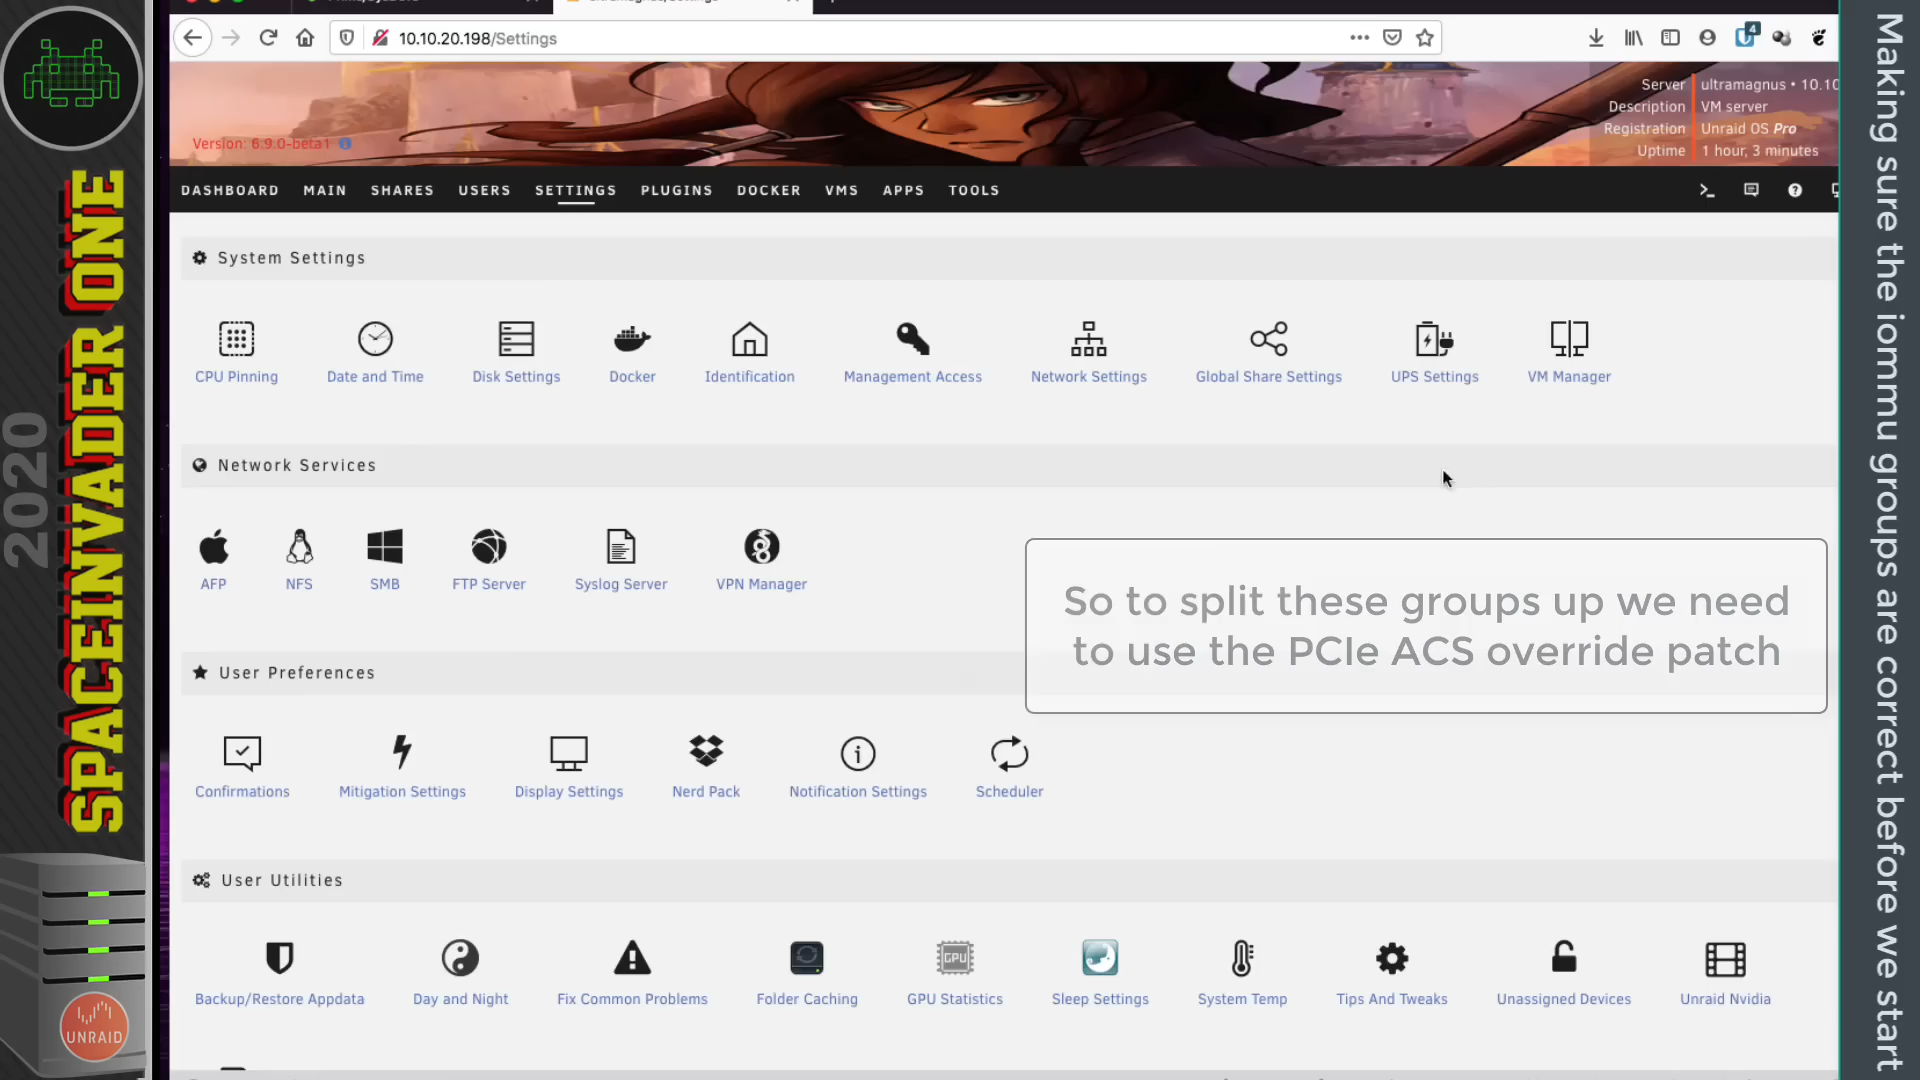 10.10.20.198/Settings
4
Server ultramagnus • 10.10
Description VM server
Registration Unraid OS Pro
Uptime 1 hour, 3 minutes
Version: 6.9.0-beta1
DASHBOARD MAIN SHARES USERS SETTINGS PLUGINS DOCKER VMS APPS TOOLS
System Settings
CPU Pinning Date and Time Disk Settings Docker Identification Management Access Network Settings Global Share Settings UPS Settings VM Manager
Network Services
AFP NFS SMB FTP Server Syslog Server VPN Manager
So to split these groups up we need
to use the PCIe ACS override patch
User Preferences
Confirmations Mitigation Settings Display Settings Nerd Pack Notification Settings Scheduler
User Utilities
GPU
Backup/Restore Appdata Day and Night Fix Common Problems Folder Caching GPU Statistics Sleep Settings System Temp Tips And Tweaks Unassigned Devices Unraid Nvidia
2020
SPACEINVADER ONE
UNRAID
Making sure the iommu groups are correct before we start